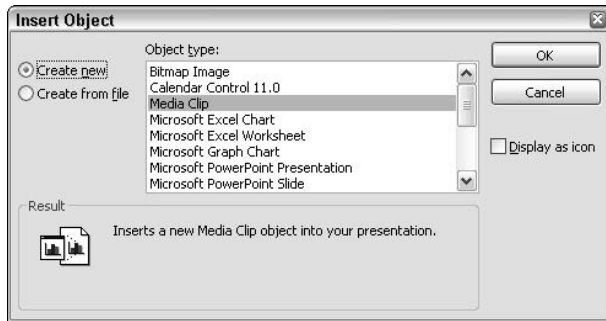 Insert Object
Object type:
Create new
Create from file
Bitmap Image
Calendar Control 11.0
Media Clip
Microsoft Excel Chart
Microsoft Excel Worksheet
Microsoft Graph Chart
Microsoft PowerPoint Presentation
Microsoft PowerPoint Slide
OK
Cancel
Display as icon
Result
Inserts a new Media Clip object into your presentation.